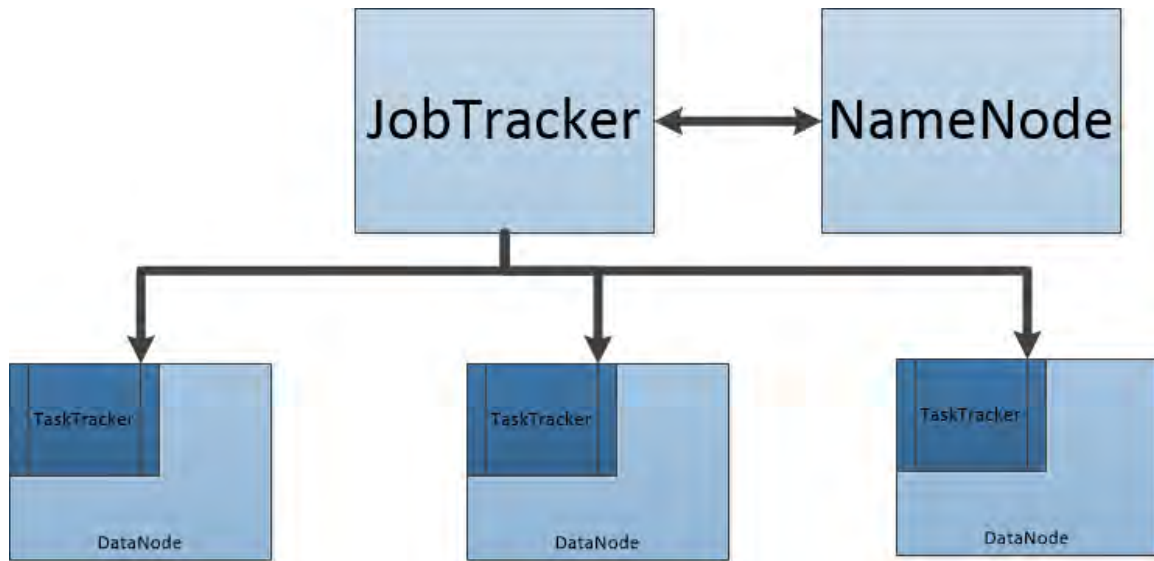 JobTracker
NameNode
TaskTracker
DataNode
TaskTracker
DataNode
TaskTracker
DataNode